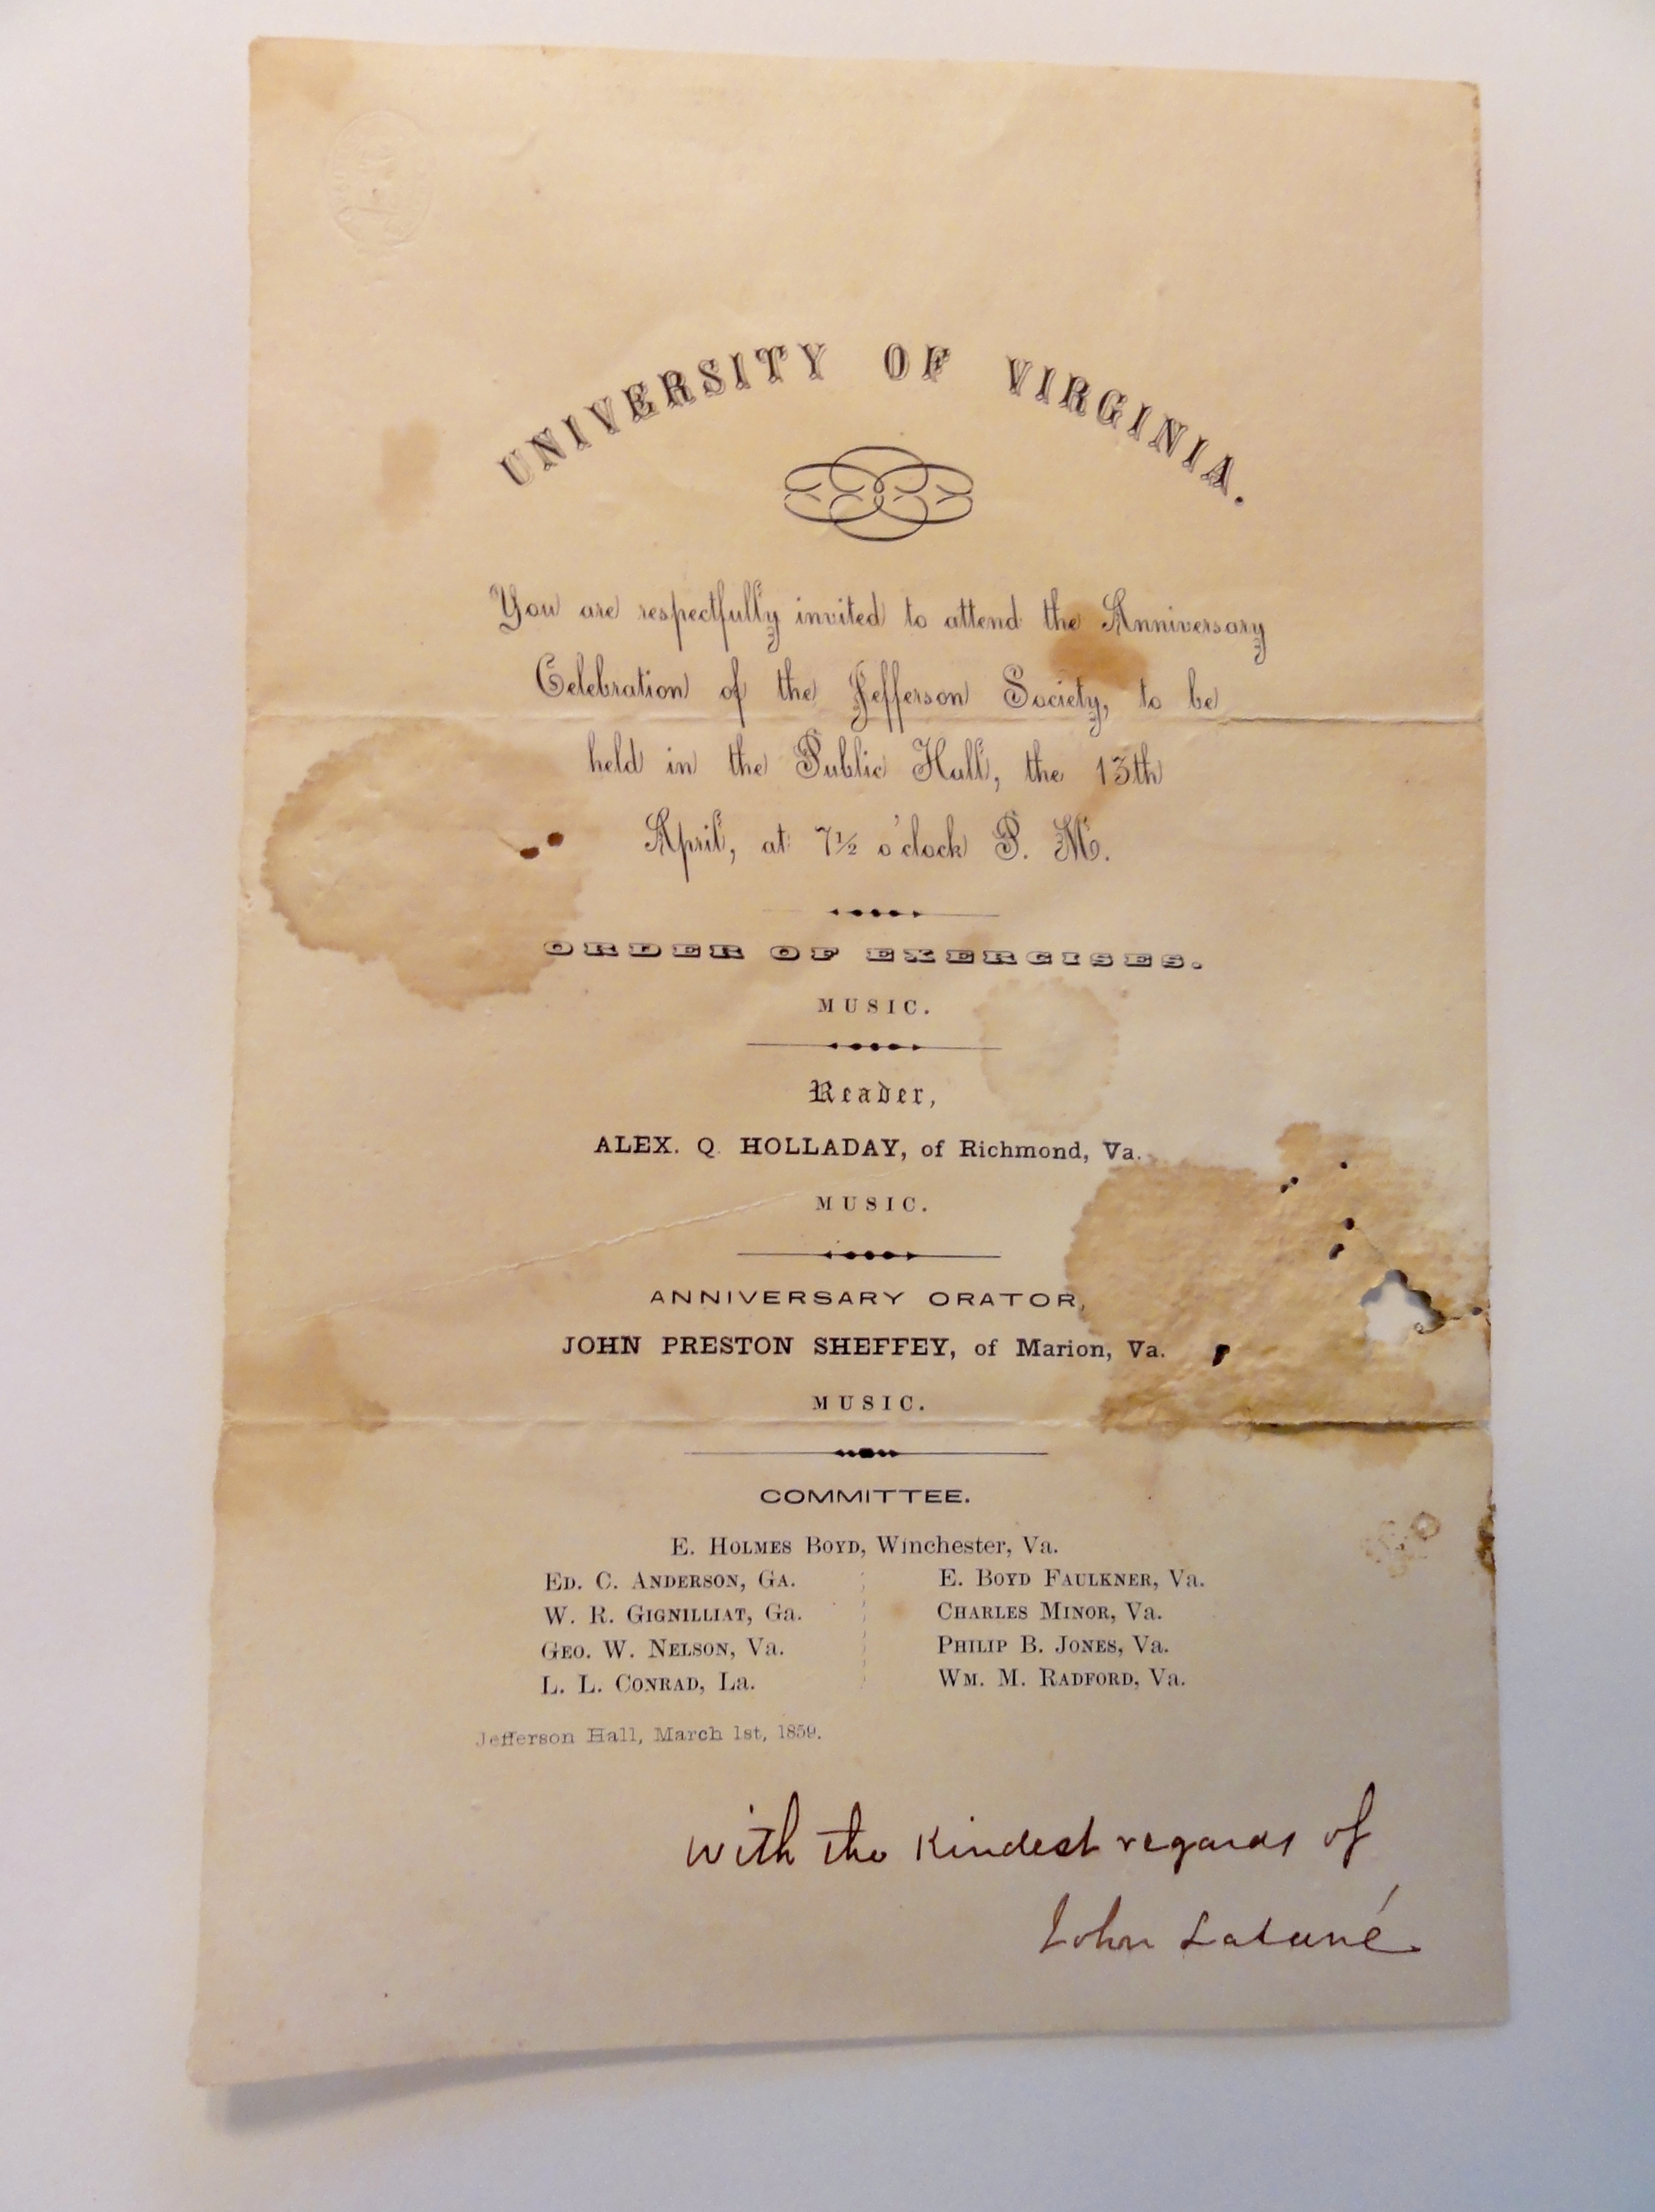 UNIVERSITY OF VIRGINIA.
You are respectfully invited to attend the Anniversary
Celebration of the Jefferson Society, to be
held in the Public Hall, the 13th
April, at 7½ o'clock P. M.
ORDER OF EXERCISES.
MUSIC.
Reader,
ALEX. Q. HOLLADAY, of Richmond, Va.
MUSIC.
ANNIVERSARY ORATOR,
JOHN PRESTON SHEFFEY, of Marion, Va.
MUSIC.
COMMITTEE.
E. HOLMES BOYD, Winchester, Va.
ED. C. ANDERSON, GA.
W. R. GIGNILLIAT, Ga.
GEO. W. NELSON, Va.
L. L. CONRAD, La.
E. BOYD FAULKNER, Va.
CHARLES MINOR, Va.
PHILIP B. JONES, Va.
WM. M. RADFORD, Va.
Jefferson Hall, March 1st, 1859.
With the Kindest regards of
John Latané